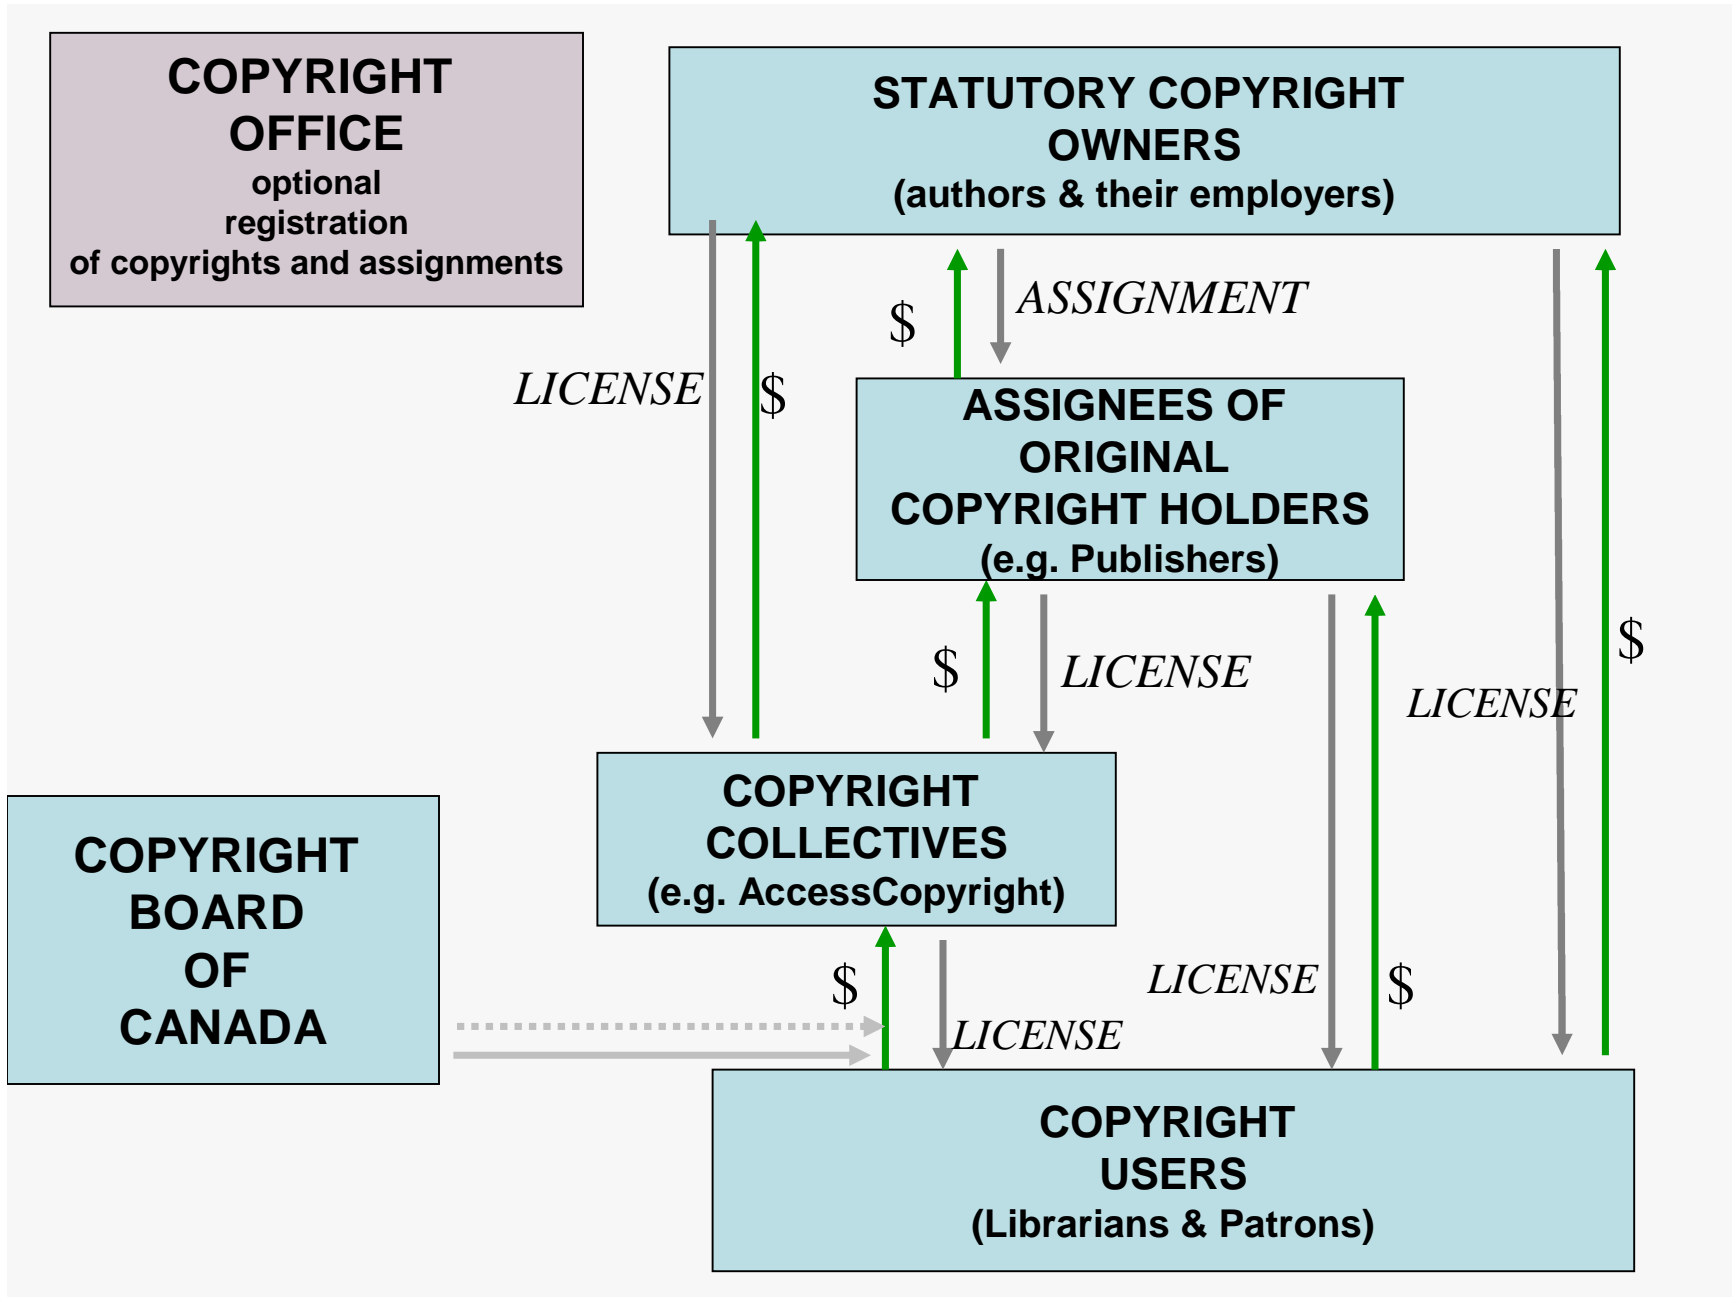 COPYRIGHT
OFFICE
optional
registration
of copyrights and assignments
STATUTORY COPYRIGHT
OWNERS
(authors & their employers)
$
ASSIGNMENT
LICENSE
$
ASSIGNEES OF
ORIGINAL
COPYRIGHT HOLDERS
(e.g. Publishers)
$
LICENSE
LICENSE
$
COPYRIGHT
COLLECTIVES
(e.g. AccessCopyright)
COPYRIGHT
BOARD
OF
CANADA
$
LICENSE
LICENSE
$
COPYRIGHT
USERS
(Librarians & Patrons)